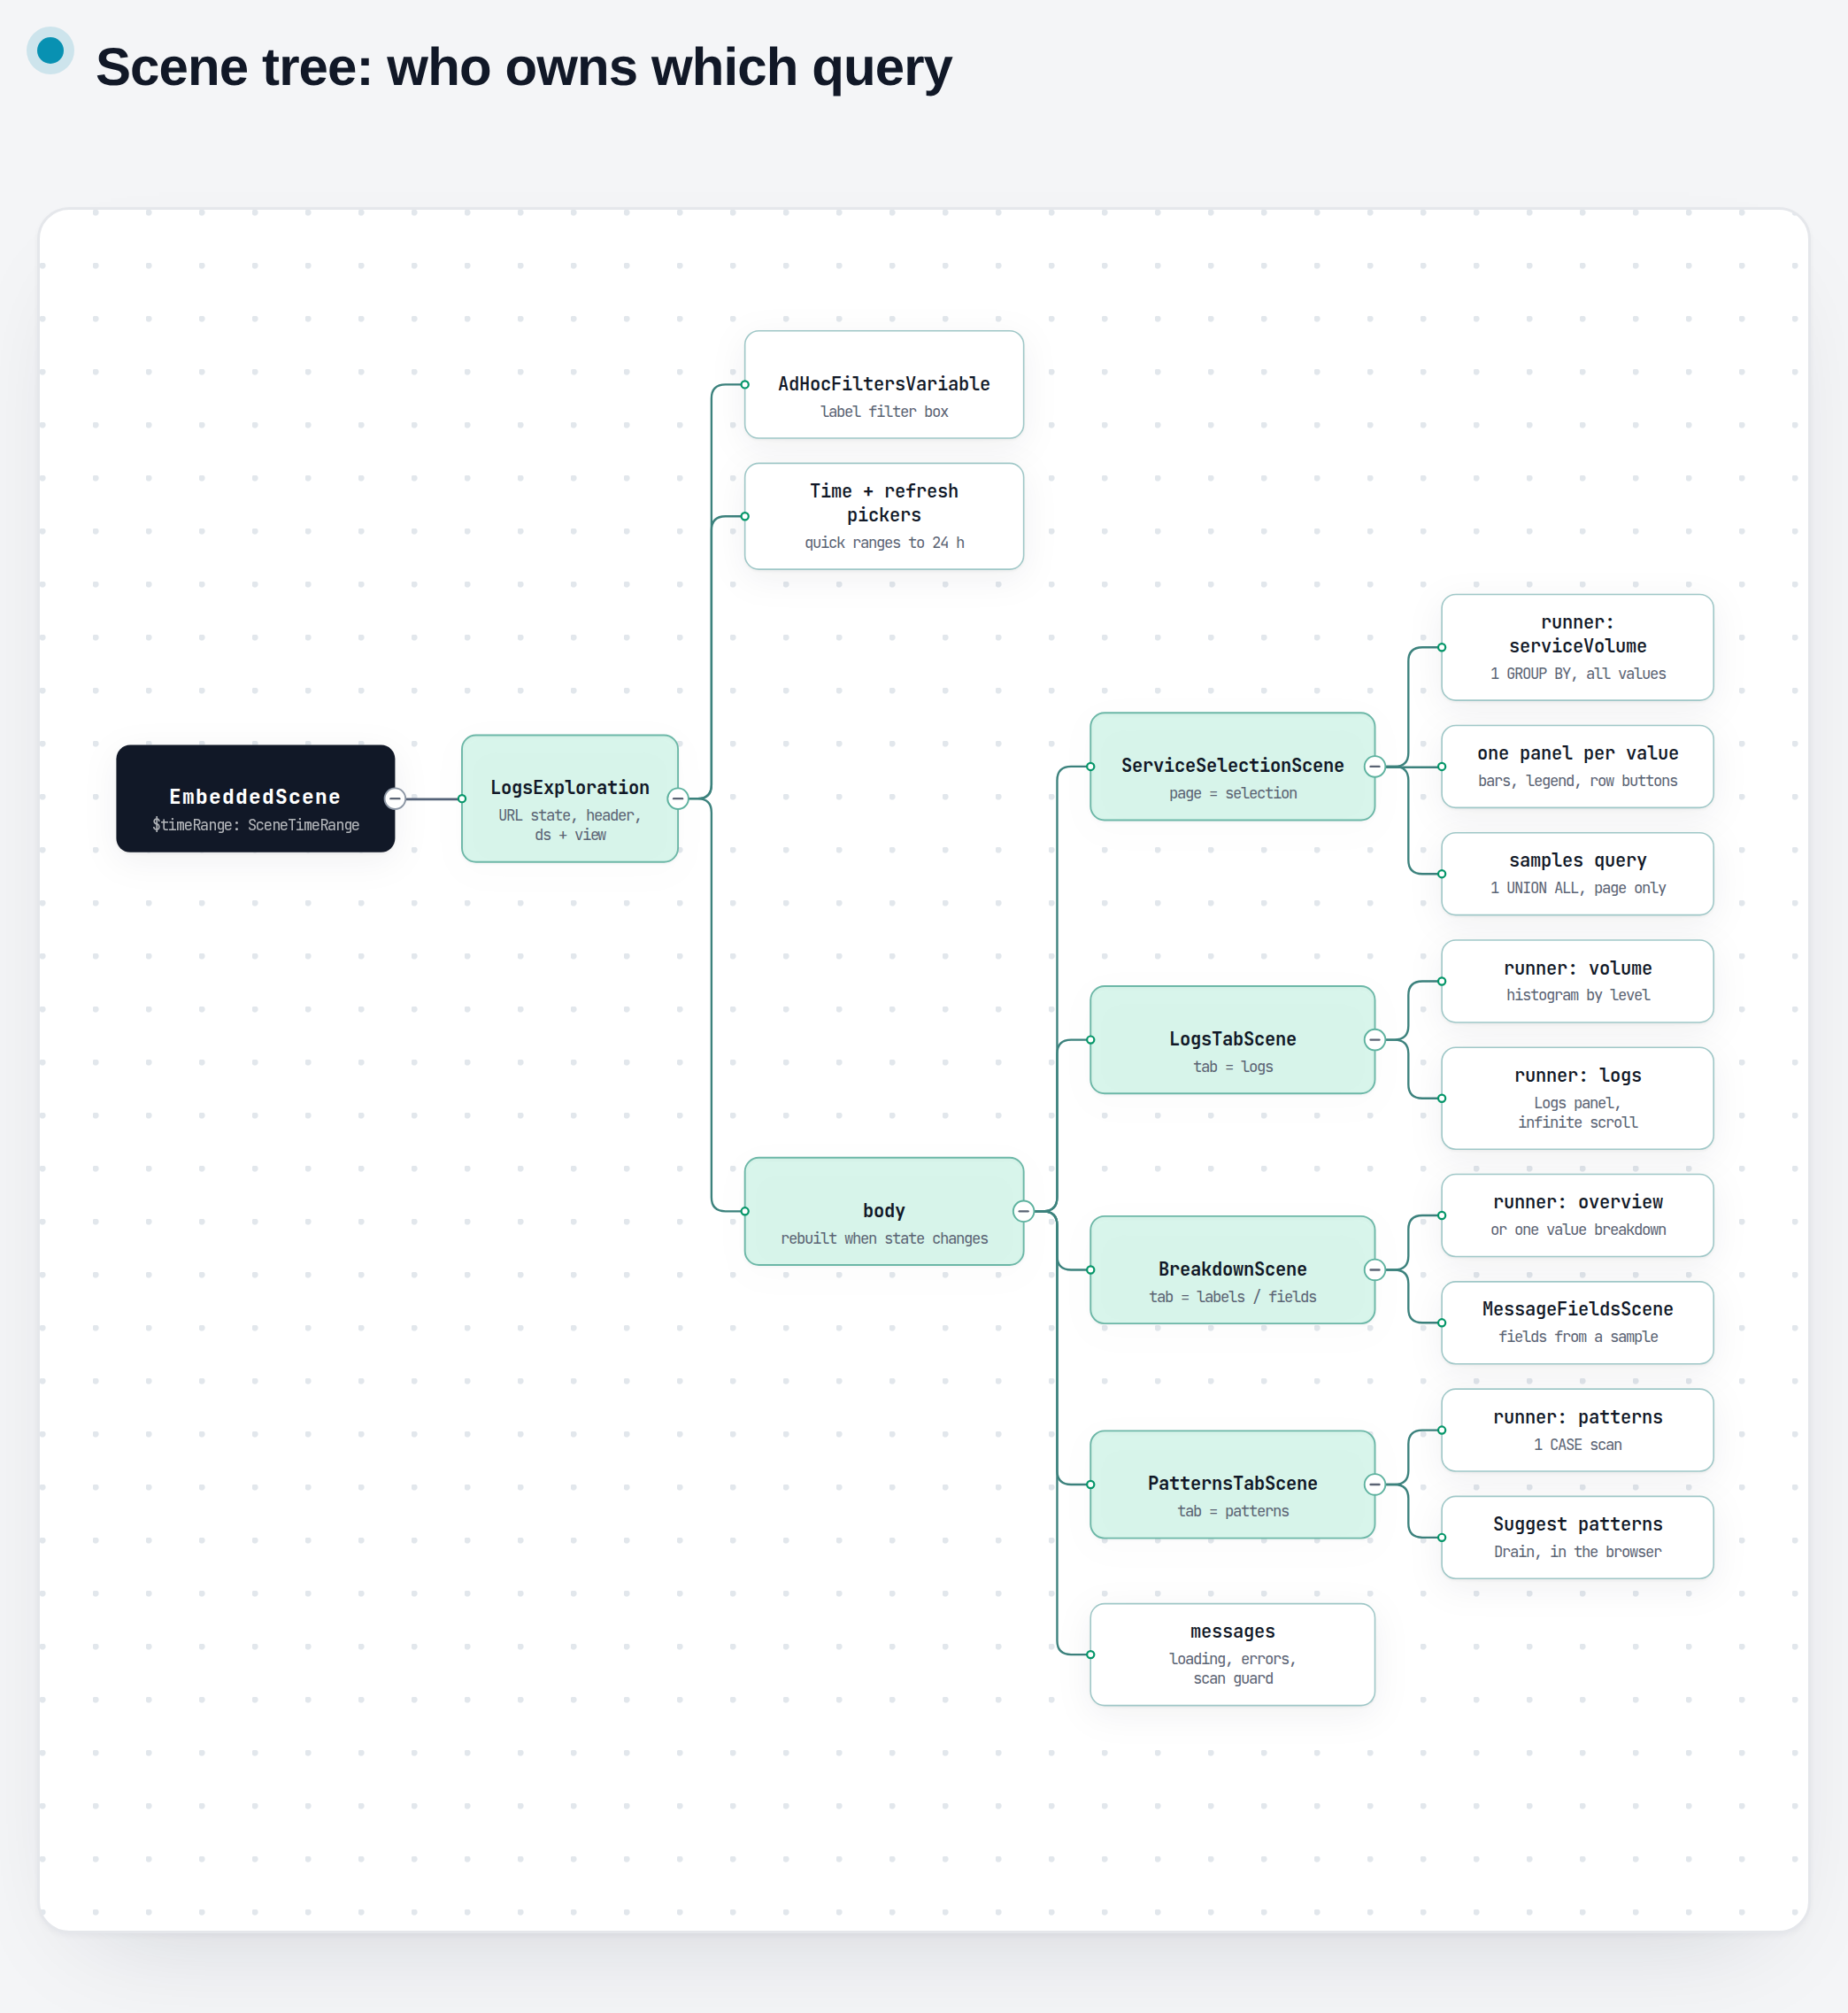 Scene tree: who owns which query
AdHocFiltersVariable
label filter box
Time + refresh
pickers
quick ranges to 24 h
EmbeddedScene
$timeRange: SceneTimeRange
LogsExploration
URL state, header,
ds + view
body
rebuilt when state changes
ServiceSelectionScene
page = selection
runner:
serviceVolume
1 GROUP BY, all values
one panel per value
bars, legend, row buttons
samples query
1 UNION ALL, page only
LogsTabScene
tab = logs
runner: volume
histogram by level
runner: logs
Logs panel,
infinite scroll
BreakdownScene
tab = labels / fields
runner: overview
or one value breakdown
MessageFieldsScene
fields from a sample
PatternsTabScene
tab = patterns
runner: patterns
1 CASE scan
Suggest patterns
Drain, in the browser
messages
loading, errors,
scan guard